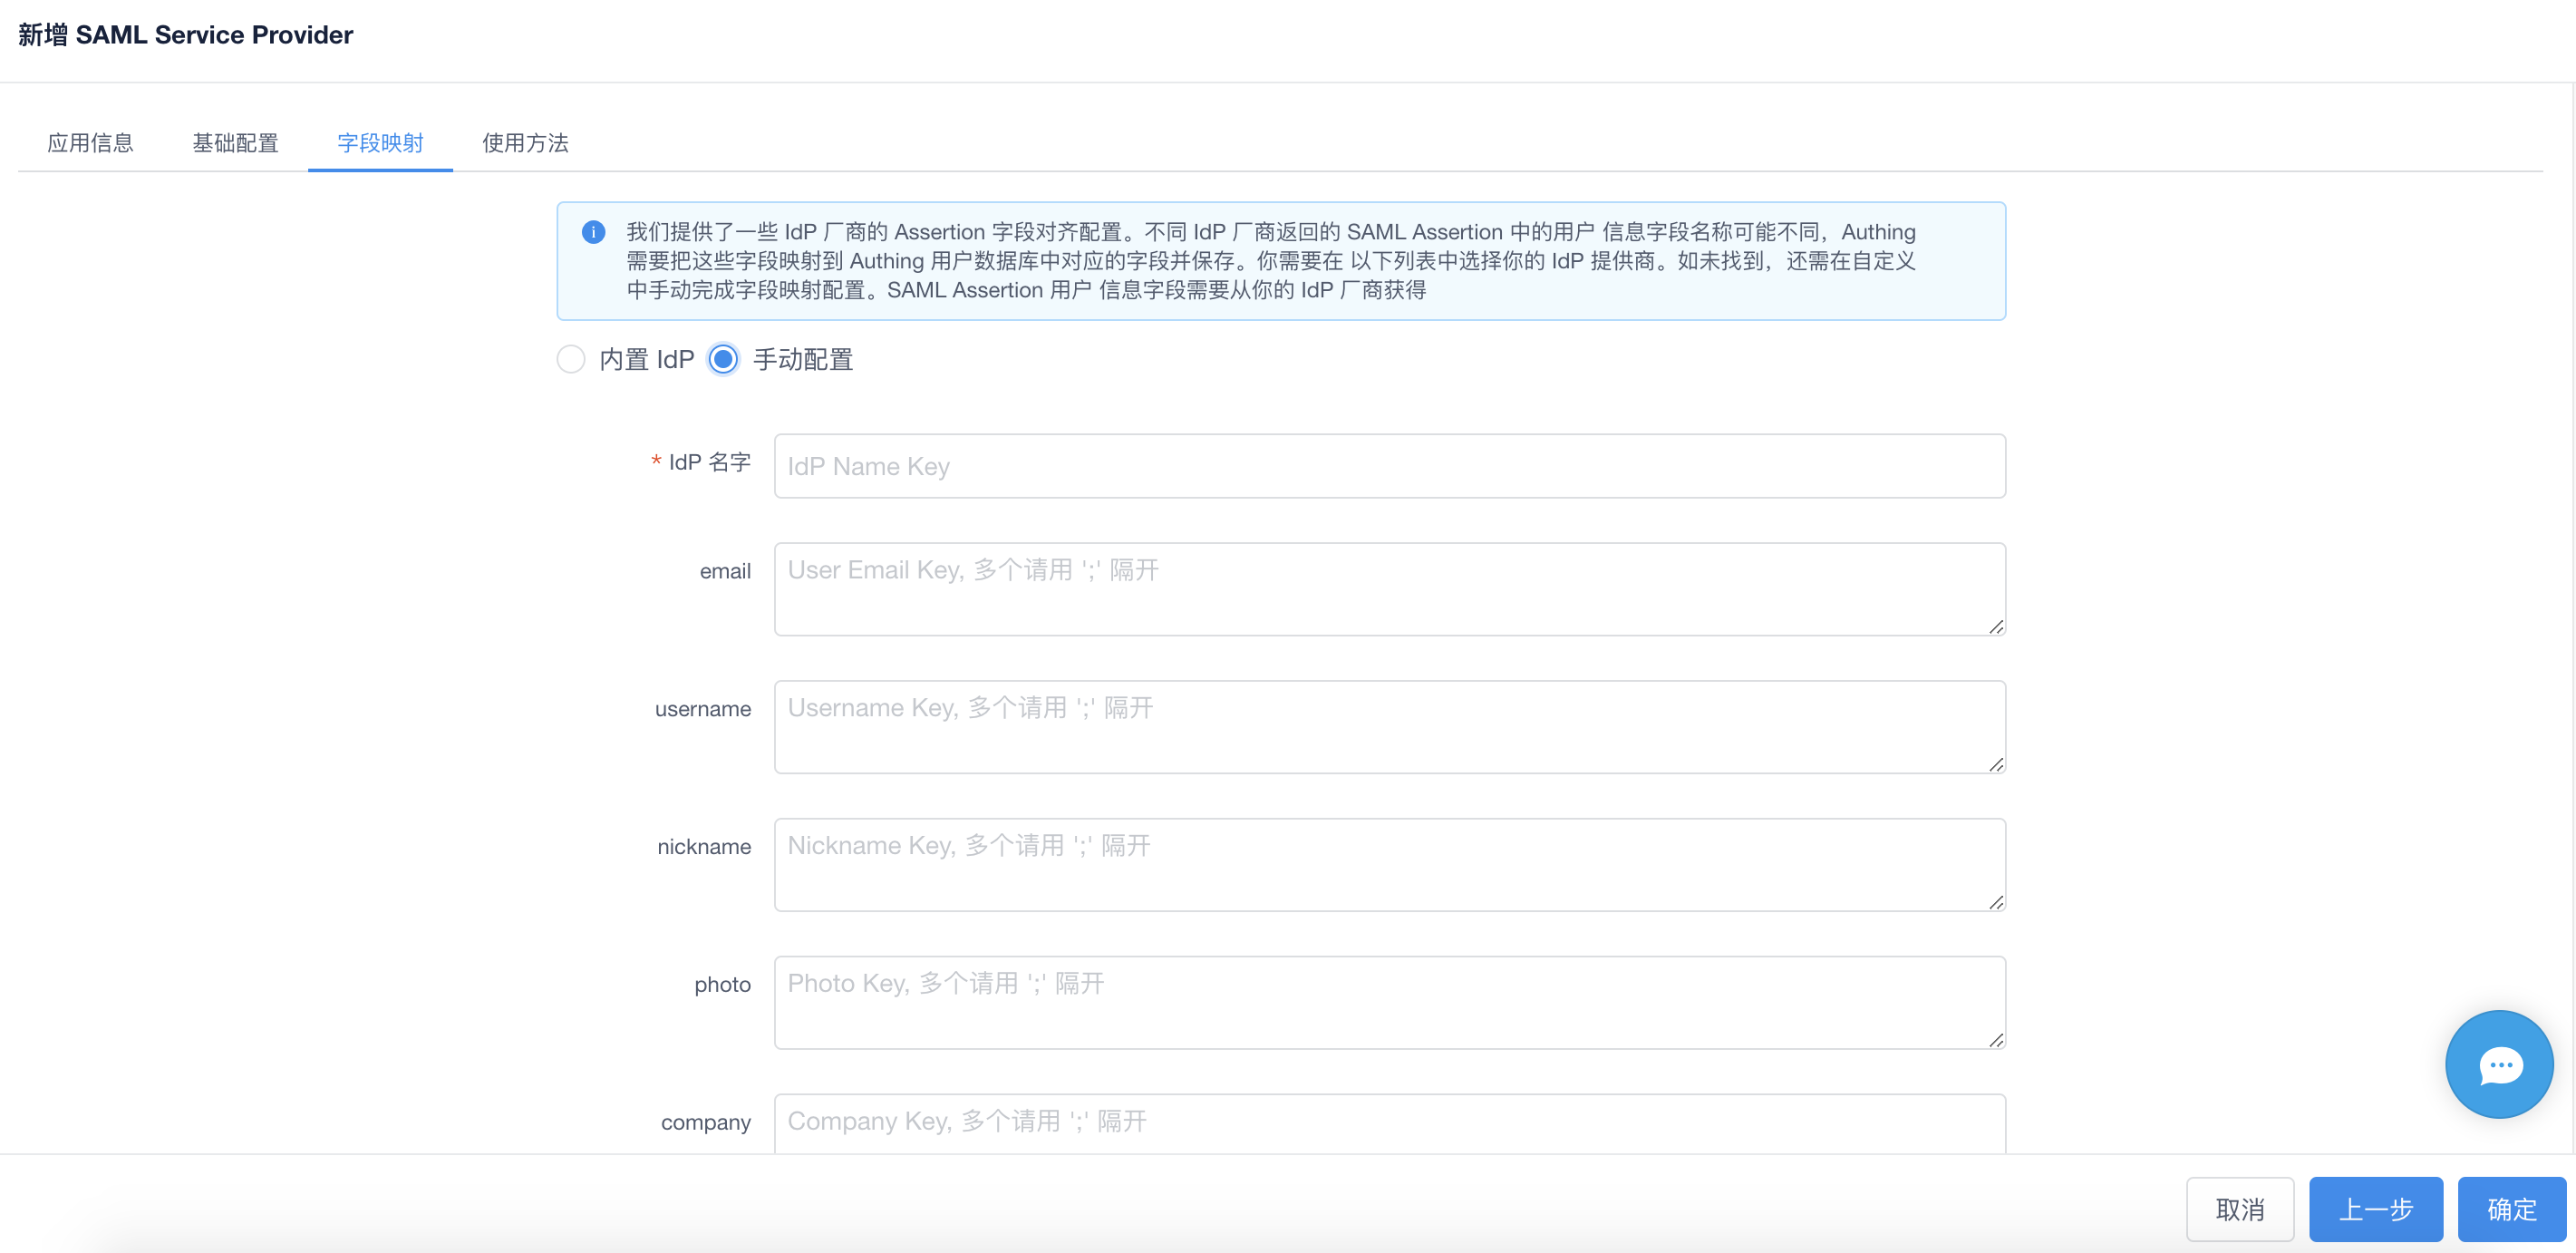 新增 SAML Service Provider
应用信息 基础配置 字段映射 使用方法
我们提供了一些 IdP 厂商的 Assertion 字段对齐配置。不同 IdP 厂商返回的 SAML Assertion 中的用户 信息字段名称可能不同，Authing
需要把这些字段映射到 Authing 用户数据库中对应的字段并保存。你需要在 以下列表中选择你的 IdP 提供商。如未找到，还需在自定义
中手动完成字段映射配置。SAML Assertion 用户 信息字段需要从你的 IdP 厂商获得
内置 IdP 手动配置
* IdP 名字 IdP Name Key
email User Email Key, 多个请用 ';' 隔开
username Username Key, 多个请用 ';' 隔开
nickname Nickname Key, 多个请用 ';' 隔开
photo Photo Key, 多个请用 ';' 隔开
company Company Key, 多个请用 ';' 隔开
取消 上一步 确定